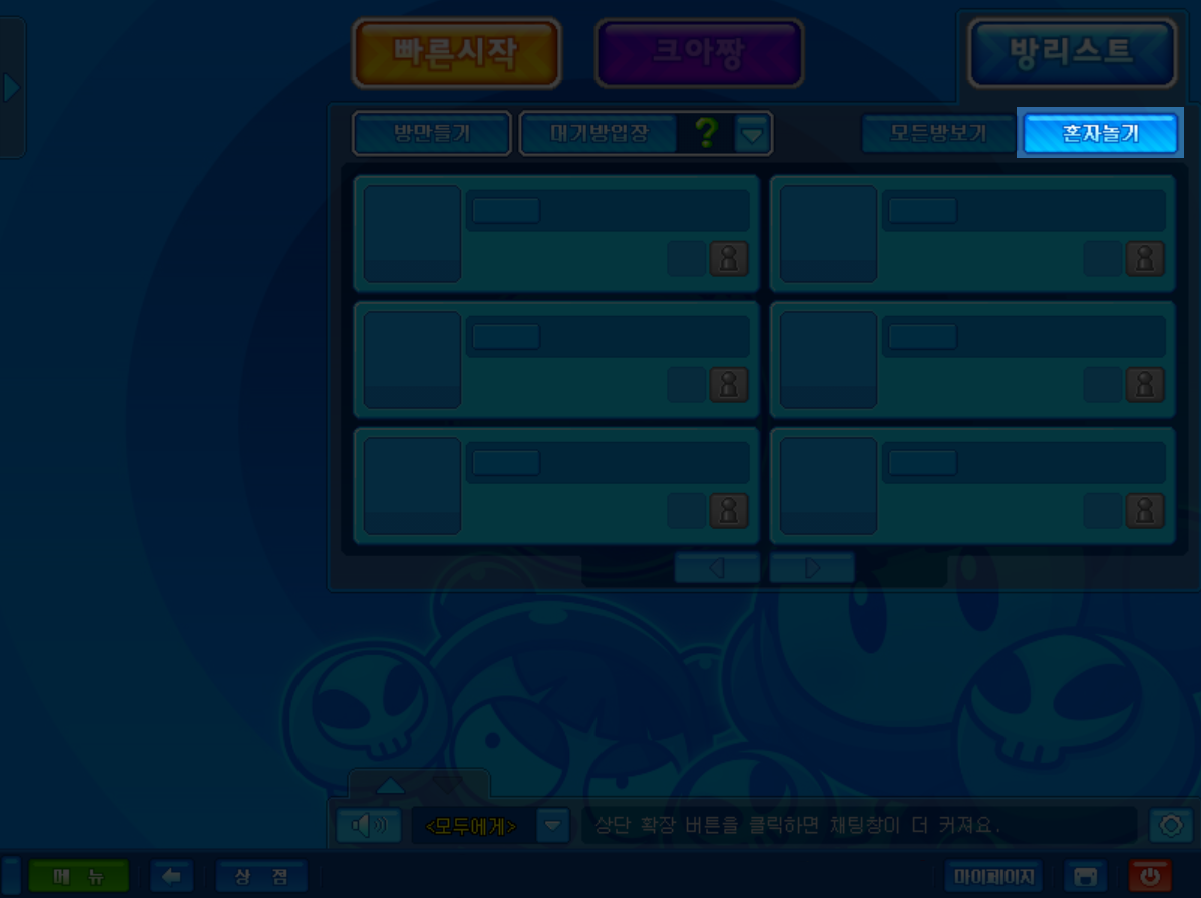 빠른시작 크아짱 방리스트
방만들기 대기방입장 ? 모든방보기 혼자놀기
<모두에게> 상단 확장 버튼을 클릭하면 채팅창이 더 커져요.
메 뉴 상 점 마이페이지